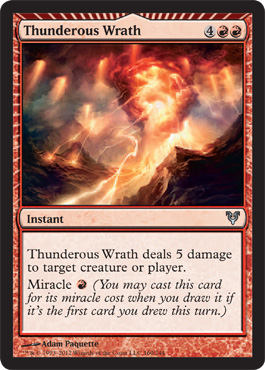 Thunderous Wrath 4
Instant
Thunderous Wrath deals 5 damage
to target creature or player.
Miracle (You may cast this card
for its miracle cost when you draw it if
it's the first card you drew this turn.)
Adam Paquette